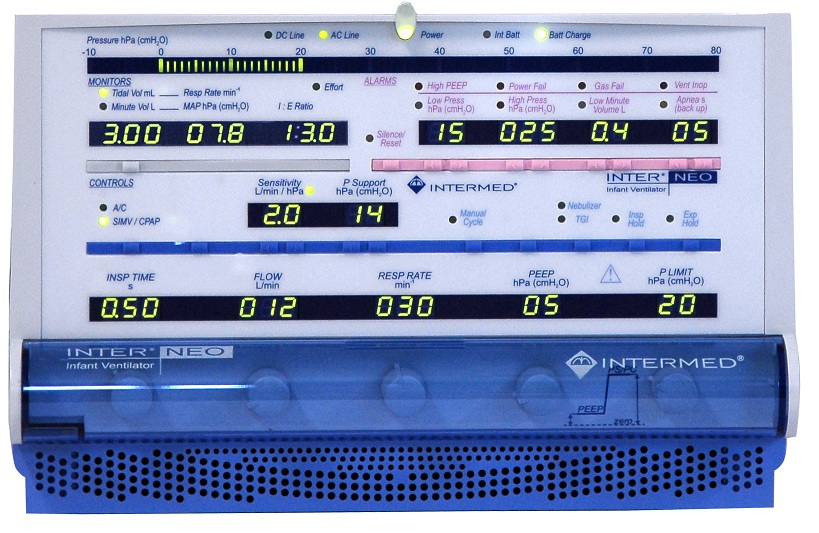 DC Line AC Line Power Int Batt Batt Charge
Pressure hPa (cmH2O)
-10 0 10 20 30 40 50 60 70 80
MONITORS
Tidal Vol mL Resp Rate min⁻¹ Effort
Minute Vol L MAP hPa (cmH2O) I : E Ratio
3.00 07.8 1:3.0
ALARMS
High PEEP Power Fail Gas Fail Vent Inop
Low Press hPa (cmH2O) High Press hPa (cmH2O) Low Minute Volume L Apnea s (back up)
Silence/ Reset
15 025 0.4 05
CONTROLS
A/C
SIMV / CPAP
Sensitivity L/min / hPa P Support hPa (cmH2O)
2.0 14
INTERMED®
INTER® NEO
Infant Ventilator
Manual Cycle Nebulizer TGI Insp Hold Exp Hold
INSP TIME s FLOW L/min RESP RATE min⁻¹ PEEP hPa (cmH2O) P LIMIT hPa (cmH2O)
0.50 012 030 05 20
INTER® NEO
Infant Ventilator
INTERMED®
PEEP
zero